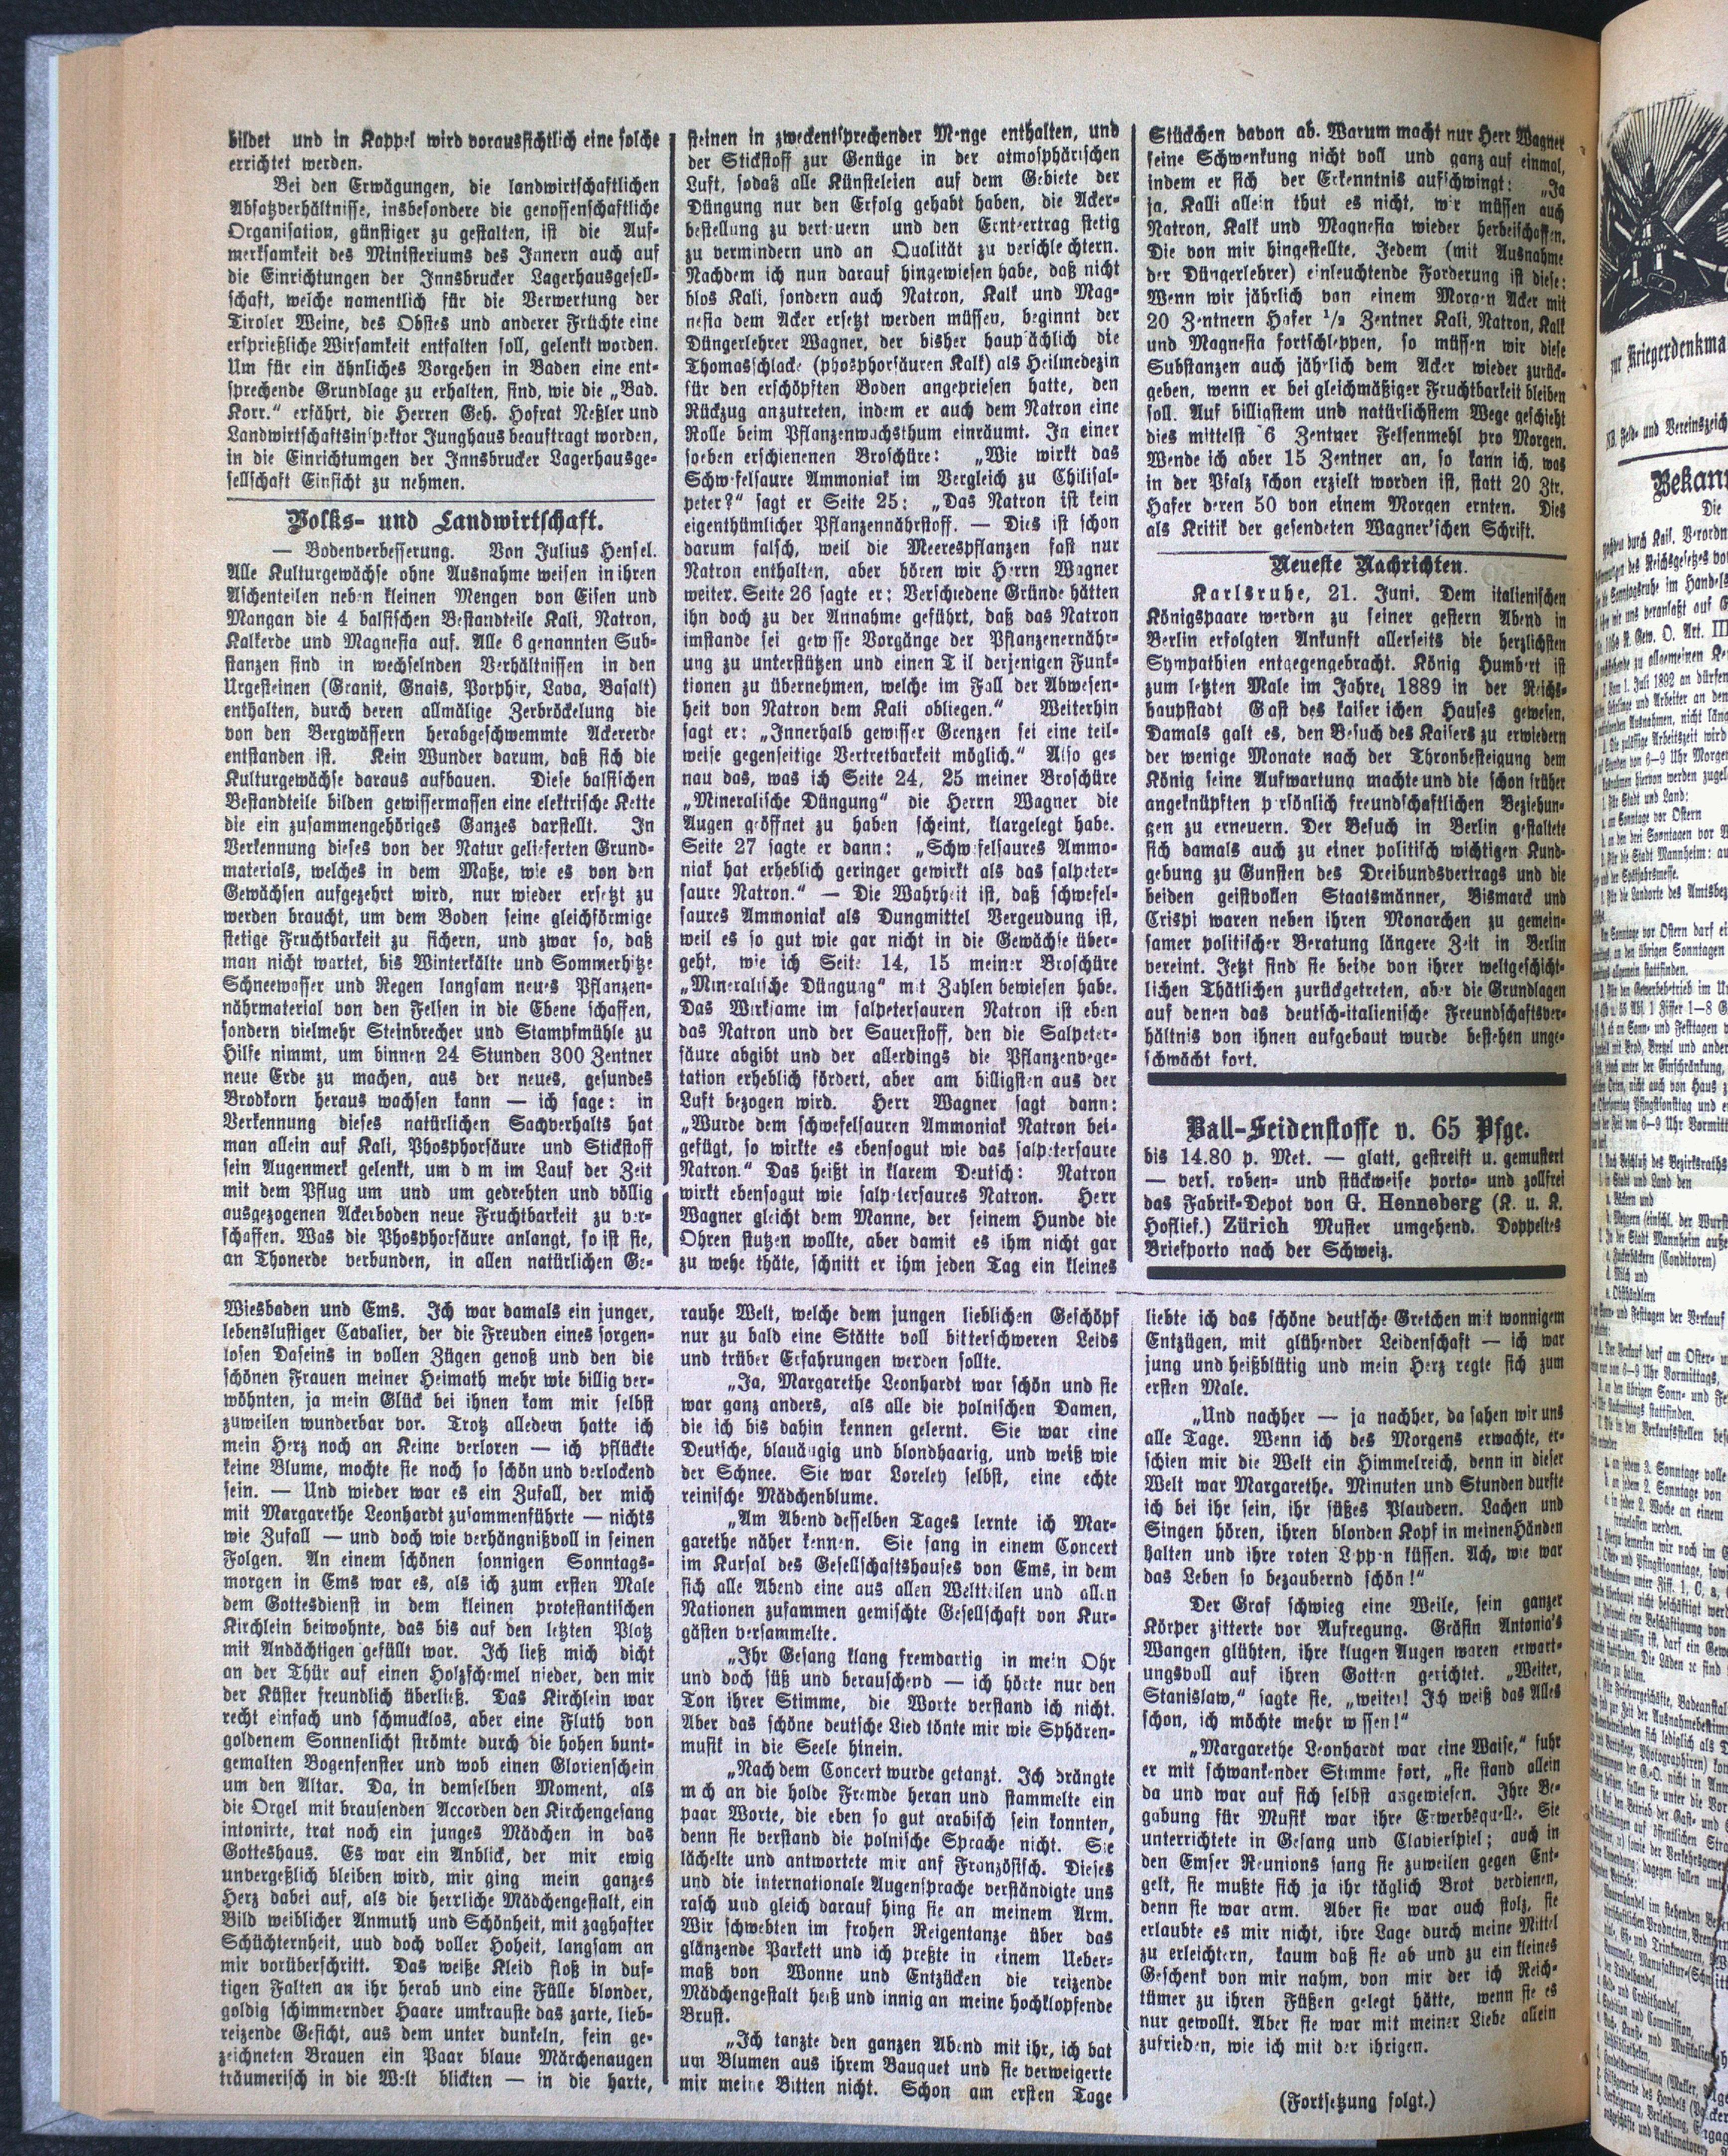 bildet und in Kappel wird voraussichtlich eine solche
errichtet werden.
Bei den Erwägungen, die landwirtschaftlichen
Absatzverhältnisse, insbesondere die genossenschaftliche
Organisation, günstiger zu gestalten, ist die Auf-
merksamkeit des Ministeriums des Innern auch auf
die Einrichtungen der Innsbrucker Lagerhausgesell-
schaft, welche namentlich für die Verwertung der
Tiroler Weine, des Obstes und anderer Früchte eine
ersprießliche Wirsamkeit entfalten soll, gelenkt worden.
Um für ein ähnliches Vorgehen in Baden eine ent-
sprechende Grundlage zu erhalten, sind, wie die „Bad.
Korr.“ erfährt, die Herren Geh. Hofrat Neßler und
Landwirtschaftsinspektor Junghaus beauftragt worden,
in die Einrichtumgen der Innsbrucker Lagerhausge-
sellschaft Einsicht zu nehmen.
Volks- und Landwirtschaft.
— Bodenverbesserung. Von Julius Hensel.
Alle Kulturgewächse ohne Ausnahme weisen in ihren
Aschenteilen neben kleinen Mengen von Eisen und
Mangan die 4 balsischen Bestandteile Kali, Natron,
Kalkerde und Magnesia auf. Alle 6 genannten Sub-
stanzen sind in wechselnden Verhältnissen in den
Urgesteinen (Granit, Gnais, Porphir, Lava, Basalt)
enthalten, durch deren allmälige Zerbröckelung die
von den Bergwässern herabgeschwemmte Ackererde
entstanden ist. Kein Wunder darum, daß sich die
Kulturgewächse daraus aufbauen. Diese balsischen
Bestandteile bilden gewissermassen eine elektrische Kette
die ein zusammengehöriges Ganzes darstellt. In
Verkennung dieses von der Natur gelieferten Grund-
materials, welches in dem Maße, wie es von den
Gewächsen aufgezehrt wird, nur wieder ersetzt zu
werden braucht, um dem Boden seine gleichförmige
stetige Fruchtbarkeit zu sichern, und zwar so, daß
man nicht wartet, bis Winterkälte und Sommerhitze
Schneewasser und Regen langsam neues Pflanzen-
nährmaterial von den Felsen in die Ebene schaffen,
sondern vielmehr Steinbrecher und Stampfmühle zu
Hilfe nimmt, um binnen 24 Stunden 300 Zentner
neue Erde zu machen, aus der neues, gesundes
Brodkorn heraus wachsen kann — ich sage: in
Verkennung dieses natürlichen Sachverhalts hat
man allein auf Kali, Phosphorsäure und Stickstoff
sein Augenmerk gelenkt, um d m im Lauf der Zeit
mit dem Pflug um und um gedrehten und völlig
ausgezogenen Ackerboden neue Fruchtbarkeit zu ver-
schaffen. Was die Phosphorsäure anlangt, so ist sie,
an Thonerde verbunden, in allen natürlichen Ge-
steinen in zweckentsprechender Menge enthalten, und
der Stickstoff zur Genüge in der atmosphärischen
Luft, sodaß alle Künsteleien auf dem Gebiete der
Düngung nur den Erfolg gehabt haben, die Acker-
bestellung zu verteuern und den Ernteertrag stetig
zu vermindern und an Qualität zu verschlechtern.
Nachdem ich nun darauf hingewiesen habe, daß nicht
blos Kali, sondern auch Natron, Kalk und Mag-
nesia dem Acker ersetzt werden müssen, beginnt der
Düngerlehrer Wagner, der bisher haup ächlich die
Thomasschlacke (phosphorsäuren Kalk) als Heilmedezin
für den erschöpften Boden angepriesen hatte, den
Rückzug anzutreten, indem er auch dem Natron eine
Rolle beim Pflanzenwachsthum einräumt. In einer
soeben erschienenen Broschüre: „Wie wirkt das
Schwefelsaure Ammoniak im Vergleich zu Chilisal-
peter?“ sagt er Seite 25: „Das Natron ist kein
eigenthümlicher Pflanzennährstoff. — Dies ist schon
darum falsch, weil die Meerespflanzen fast nur
Natron enthalten, aber hören wir Herrn Wagner
weiter. Seite 26 sagte er: Verschiedene Gründe hätten
ihn doch zu der Annahme geführt, daß das Natron
imstande sei gewisse Vorgänge der Pflanzenernähr-
ung zu unterstützen und einen T il derjenigen Funk-
tionen zu übernehmen, welche im Fall der Abwesen-
heit von Natron dem Kali obliegen.“ Weiterhin
sagt er: „Innerhalb gewisser Grenzen sei eine teil-
weise gegenseitige Vertretbarkeit möglich.“ Also ge-
nau das, was ich Seite 24, 25 meiner Broschüre
„Mineralische Düngung“ die Herrn Wagner die
Augen geöffnet zu haben scheint, klargelegt habe.
Seite 27 sagte er dann: „Schwefelsaures Ammo-
niak hat erheblich geringer gewirkt als das salpeter-
saure Natron.“ — Die Wahrheit ist, daß schwefel-
saures Ammoniak als Dungmittel Vergeudung ist,
weil es so gut wie gar nicht in die Gewächse über-
geht, wie ich Seite 14, 15 meiner Broschüre
„Mineralische Düngung“ mit Zahlen bewiesen habe.
Das Wirksame im salpetersauren Natron ist eben
das Natron und der Sauerstoff, den die Salpeter-
säure abgibt und der allerdings die Pflanzenvege-
tation erheblich fördert, aber am billigsten aus der
Luft bezogen wird. Herr Wagner sagt dann:
„Wurde dem schwefelsauren Ammoniak Natron bei-
gefügt, so wirkte es ebensogut wie das salpetersaure
Natron.“ Das heißt in klarem Deutsch: Natron
wirkt ebensogut wie salpetersaures Natron. Herr
Wagner gleicht dem Manne, der seinem Hunde die
Ohren stutzen wollte, aber damit es ihm nicht gar
zu wehe thäte, schnitt er ihm jeden Tag ein kleines
Stückchen davon ab. Warum macht nur Herr Wagner
seine Schwenkung nicht voll und ganz auf einmal,
indem er sich der Erkenntnis aufschwingt: „Ja
ja, Kalli allein thut es nicht, wir müssen auch
Natron, Kalk und Magnesia wieder herbeischaffen.
Die von mir hingestellte, Jedem (mit Ausnahme
der Düngerlehrer) einleuchtende Forderung ist diese:
Wenn wir jährlich von einem Morgen Acker mit
20 Zentnern Hafer ½ Zentner Kali, Natron, Kalk
und Magnesia fortschleppen, so müssen wir diese
Substanzen auch jährlich dem Acker wieder zurück-
geben, wenn er bei gleichmäßiger Fruchtbarkeit bleiben
soll. Auf billigstem und natürlichstem Wege geschieht
dies mittelst 6 Zentner Felsenmehl pro Morgen.
Wende ich aber 15 Zentner an, so kann ich, was
in der Pfalz schon erzielt worden ist, statt 20 Ztr.
Hafer deren 50 von einem Morgen ernten. Dies
als Kritik der gesendeten Wagner'schen Schrift.
Neueste Nachrichten.
Karlsruhe, 21. Juni. Dem italienischen
Königspaare werden zu seiner gestern Abend in
Berlin erfolgten Ankunft allerseits die herzlichsten
Sympathien entgegengebracht. König Humbert ist
zum letzten Male im Jahre, 1889 in der Reichs-
haupstadt Gast des kaiser ichen Hauses gewesen.
Damals galt es, den Besuch des Kaisers zu erwiedern
der wenige Monate nach der Thronbesteigung dem
König seine Aufwartung machte und die schon früher
angeknüpften p rsönlich freundschaftlichen Beziehun-
gen zu erneuern. Der Besuch in Berlin gestaltete
sich damals auch zu einer politisch wichtigen Kund-
gebung zu Gunsten des Dreibundsvertrags und die
beiden geistvollen Staatsmänner, Bismarck und
Crispi waren neben ihren Monarchen zu gemein-
samer politischer Beratung längere Zeit in Berlin
vereint. Jetzt sind sie beide von ihrer weltgeschicht-
lichen Thätlichen zurückgetreten, aber die Grundlagen
auf denen das deutsch-italienische Freundschaftsver-
hältnis von ihnen aufgebaut wurde bestehen unge-
schwächt fort.
Ball-Seidenstoffe v. 65 Pfge.
bis 14.80 p. Met. — glatt, gestreift u. gemustert
— vers. roben- und stückweise porto- und zollfrei
das Fabrik-Depot von G. Henneberg (K. u. K.
Hoflief.) Zürich Muster umgehend. Doppeltes
Briefporto nach der Schweiz.
Wiesbaden und Ems. Ich war damals ein junger,
lebenslustiger Cavalier, der die Freuden eines sorgen-
losen Daseins in vollen Zügen genoß und den die
schönen Frauen meiner Heimath mehr wie billig ver-
wöhnten, ja mein Glück bei ihnen kam mir selbst
zuweilen wunderbar vor. Trotz alledem hatte ich
mein Herz noch an Keine verloren — ich pflückte
keine Blume, mochte sie noch so schön und verlockend
sein. — Und wieder war es ein Zufall, der mich
mit Margarethe Leonhardt zusammenführte — nichts
wie Zufall — und doch wie verhängnißvoll in seinen
Folgen. An einem schönen sonnigen Sonntags-
morgen in Ems war es, als ich zum ersten Male
dem Gottesdienst in dem kleinen protestantischen
Kirchlein beiwohnte, das bis auf den letzten Platz
mit Andächtigen gefüllt war. Ich ließ mich dicht
an der Thür auf einen Holzschemel nieder, den mir
der Küster freundlich überließ. Das Kirchlein war
recht einfach und schmucklos, aber eine Fluth von
goldenem Sonnenlicht strömte durch die hohen bunt-
gemalten Bogenfenster und wob einen Glorienschein
um den Altar. Da, in demselben Moment, als
die Orgel mit brausenden Accorden den Kirchengesang
intonirte, trat noch ein junges Mädchen in das
Gotteshaus. Es war ein Anblick, der mir ewig
unvergeßlich bleiben wird, mir ging mein ganzes
Herz dabei auf, als die herrliche Mädchengestalt, ein
Bild weiblicher Anmuth und Schönheit, mit zaghafter
Schüchternheit, uud doch voller Hoheit, langsam an
mir vorüberschritt. Das weiße Kleid floß in duf-
tigen Falten an ihr herab und eine Fülle blonder,
goldig schimmernder Haare umkrauste das zarte, lieb-
reizende Gesicht, aus dem unter dunkeln, fein ge-
zeichneten Brauen ein Paar blaue Märchenaugen
träumerisch in die Welt blickten — in die harte,
rauhe Welt, welche dem jungen lieblichen Geschöpf
nur zu bald eine Stätte voll bitterschweren Leids
und trüber Erfahrungen werden sollte.
„Ja, Margarethe Leonhardt war schön und sie
war ganz anders, als alle die polnischen Damen,
die ich bis dahin kennen gelernt. Sie war eine
Deutsche, blauäugig und blondhaarig, und weiß wie
der Schnee. Sie war Loreley selbst, eine echte
reinische Mädchenblume.
„Am Abend desselben Tages lernte ich Mar-
garethe näher kennen. Sie sang in einem Concert
im Kursal des Gesellschaftshauses von Ems, in dem
sich alle Abend eine aus allen Weltteilen und allen
Nationen zusammen gemischte Gesellschaft von Kur-
gästen versammelte.
„Ihr Gesang klang fremdartig in mein Ohr
und doch süß und berauschend — ich hörte nur den
Ton ihrer Stimme, die Worte verstand ich nicht.
Aber das schöne deutsche Lied tönte mir wie Sphären-
musik in die Seele hinein.
„Nach dem Concert wurde getanzt. Ich drängte
m ch an die holde Fremde heran und stammelte ein
paar Worte, die eben so gut arabisch sein konnten,
denn sie verstand die polnische Sprache nicht. Sie
lächelte und antwortete mir anf Französisch. Dieses
und die internationale Augensprache verständigte uns
rasch und gleich darauf hing sie an meinem Arm.
Wir schwebten im frohen Reigentanze über das
glänzende Parkett und ich preßte in einem Ueber-
maß von Wonne und Entzücken die reizende
Mädchengestalt heiß und innig an meine hochklopfende
Brust.
„Ich tanzte den ganzen Abend mit ihr, ich bat
um Blumen aus ihrem Bauquet und sie verweigerte
mir meine Bitten nicht. Schon am ersten Tage
liebte ich das schöne deutsche Gretchen mit wonnigem
Entzügen, mit glühender Leidenschaft — ich war
jung und heißblütig und mein Herz regte sich zum
ersten Male.
„Und nachher — ja nachher, da sahen wir uns
alle Tage. Wenn ich des Morgens erwachte, er-
schien mir die Welt ein Himmelreich, denn in dieser
Welt war Margarethe. Minuten und Stunden durfte
ich bei ihr sein, ihr süßes Plaudern. Lachen und
Singen hören, ihren blonden Kopf in meinen Händen
halten und ihre roten Lipp n küssen. Ach, wie war
das Leben so bezaubernd schön!“
Der Graf schwieg eine Weile, sein ganzer
Körper zitterte vor Aufregung. Gräfin Antonia's
Wangen glühten, ihre klugen Augen waren erwart-
ungsvoll auf ihren Gotten gerichtet. „Weiter,
Stanislaw,“ sagte sie, „weiter! Ich weiß das Alles
schon, ich möchte mehr w ssen!“
„Margarethe Leonhardt war eine Waise,“ fuhr
er mit schwankender Stimme fort, „sie stand allein
da und war auf sich selbst angewiesen. Ihre Be-
gabung für Musik war ihre Erwerbsquelle. Sie
unterrichtete in Gesang und Clavierspiel; auch in
den Emser Reunions sang sie zuweilen gegen Ent-
gelt, sie mußte sich ja ihr täglich Brot verdienen,
denn sie war arm. Aber sie war auch stolz, sie
erlaubte es mir nicht, ihre Lage durch meine Mittel
zu erleichtern, kaum daß sie ab und zu ein kleines
Geschenk von mir nahm, von mir der ich Reich-
tümer zu ihren Füßen gelegt hätte, wenn sie es
nur gewollt. Aber sie war mit meiner Liebe allein
zufrieden, wie ich mit der ihrigen.
(Fortsetzung folgt.)
zur Kriegerdenkma
Feld- und Vereinszeich
Bekann
Die